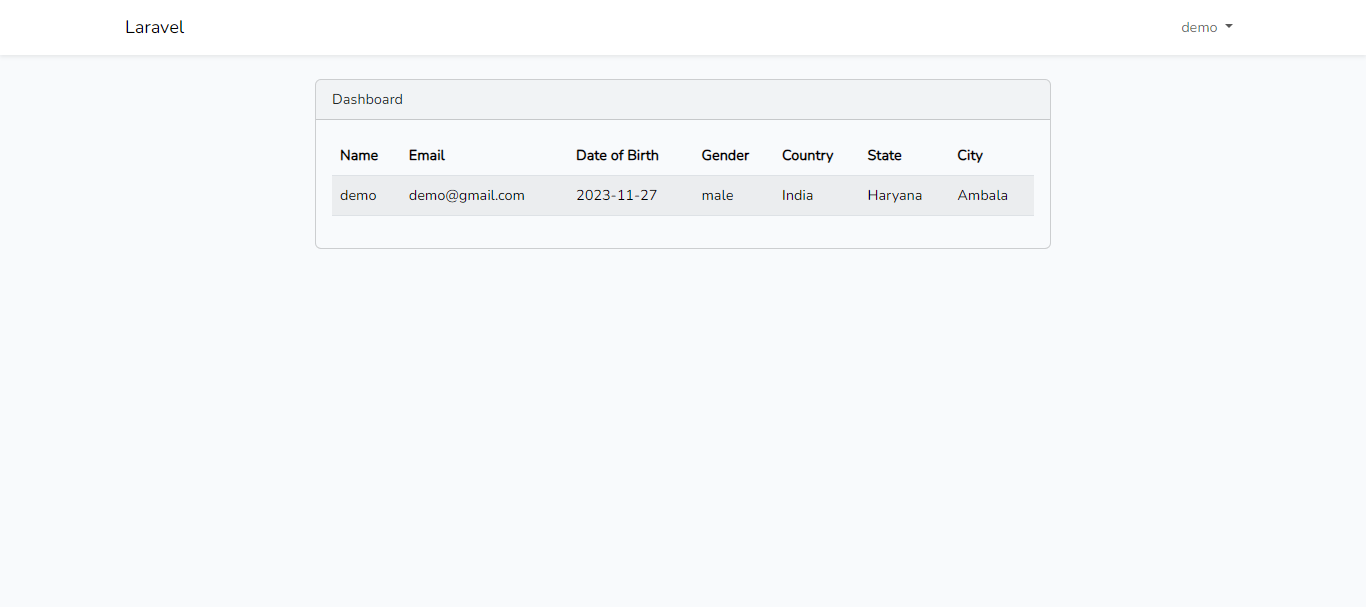 Laravel demo
Dashboard
Name Email Date of Birth Gender Country State City
demo demo@gmail.com 2023-11-27 male India Haryana Ambala